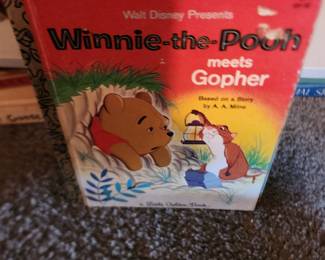 Walt Disney Presents
Winnie-the-Pooh
meets
Gopher
Based on a Story
by A. A. Milne
a Little Golden Book